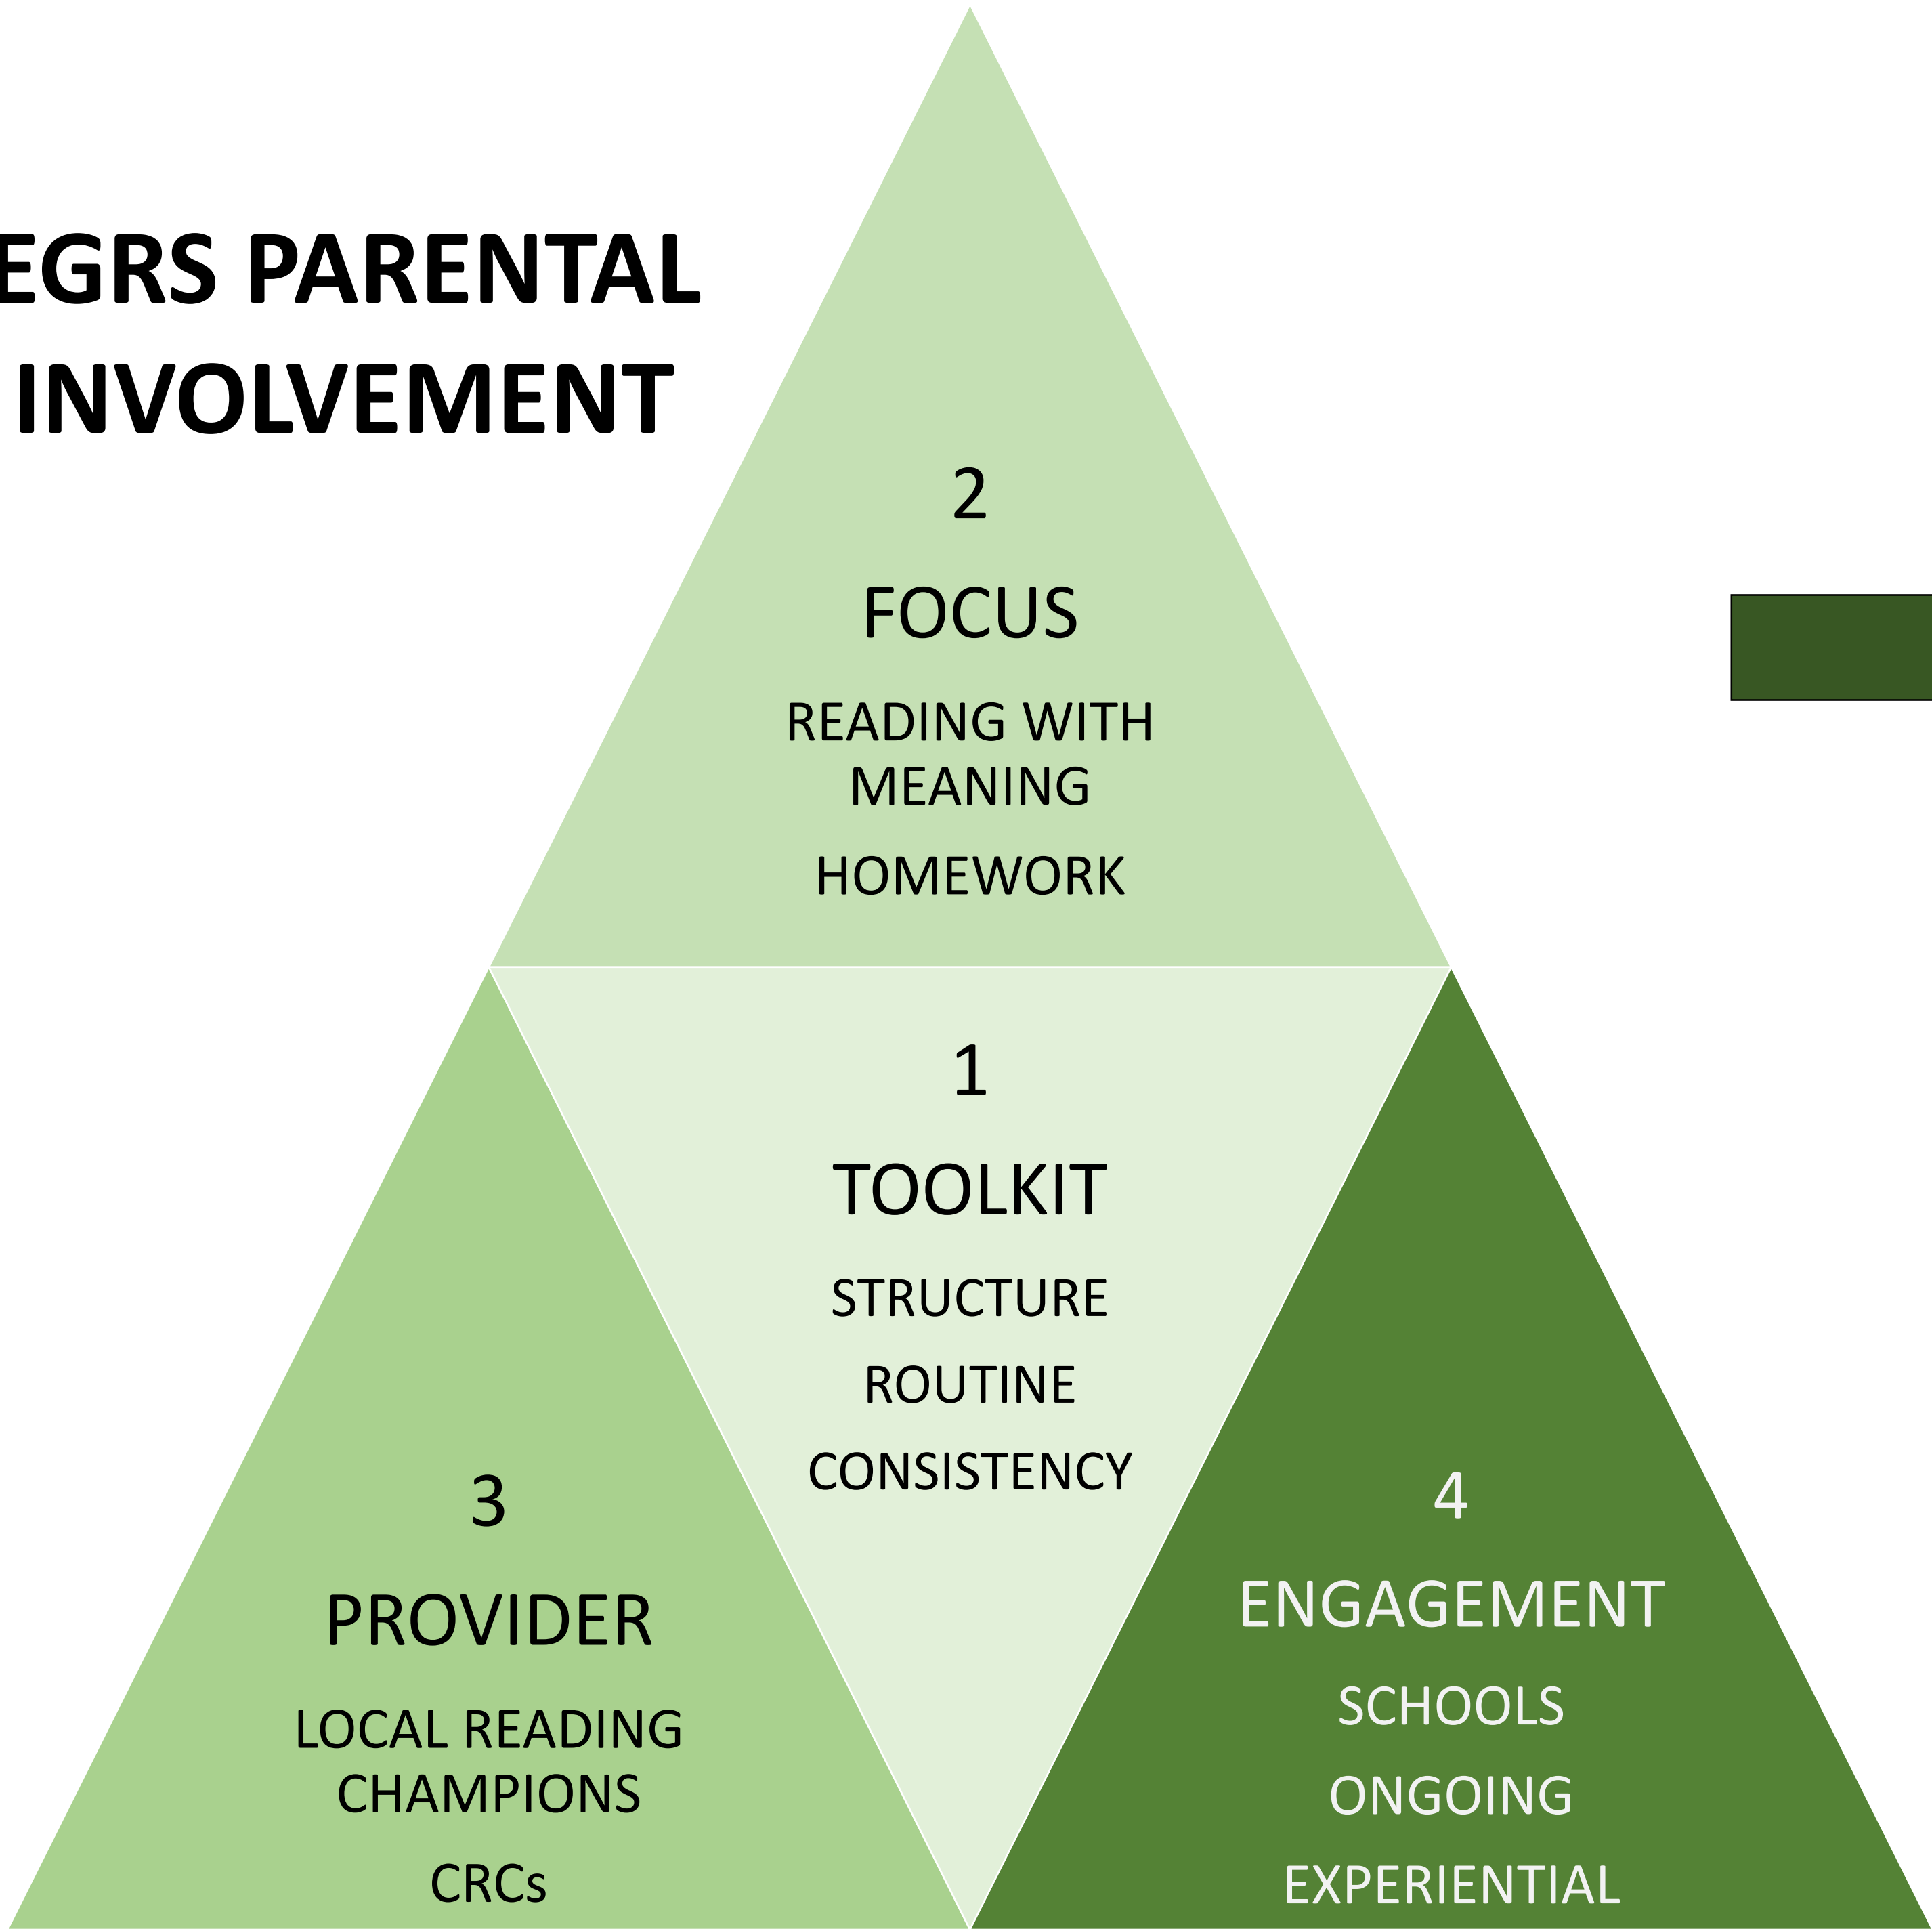 EGRS PARENTAL
INVOLVEMENT
2
FOCUS
READING WITH
MEANING
HOMEWORK
1
TOOLKIT
STRUCTURE
ROUTINE
CONSISTENCY
3
PROVIDER
LOCAL READING
CHAMPIONS
CRCs
4
ENGAGEMENT
SCHOOLS
ONGOING
EXPERIENTIAL